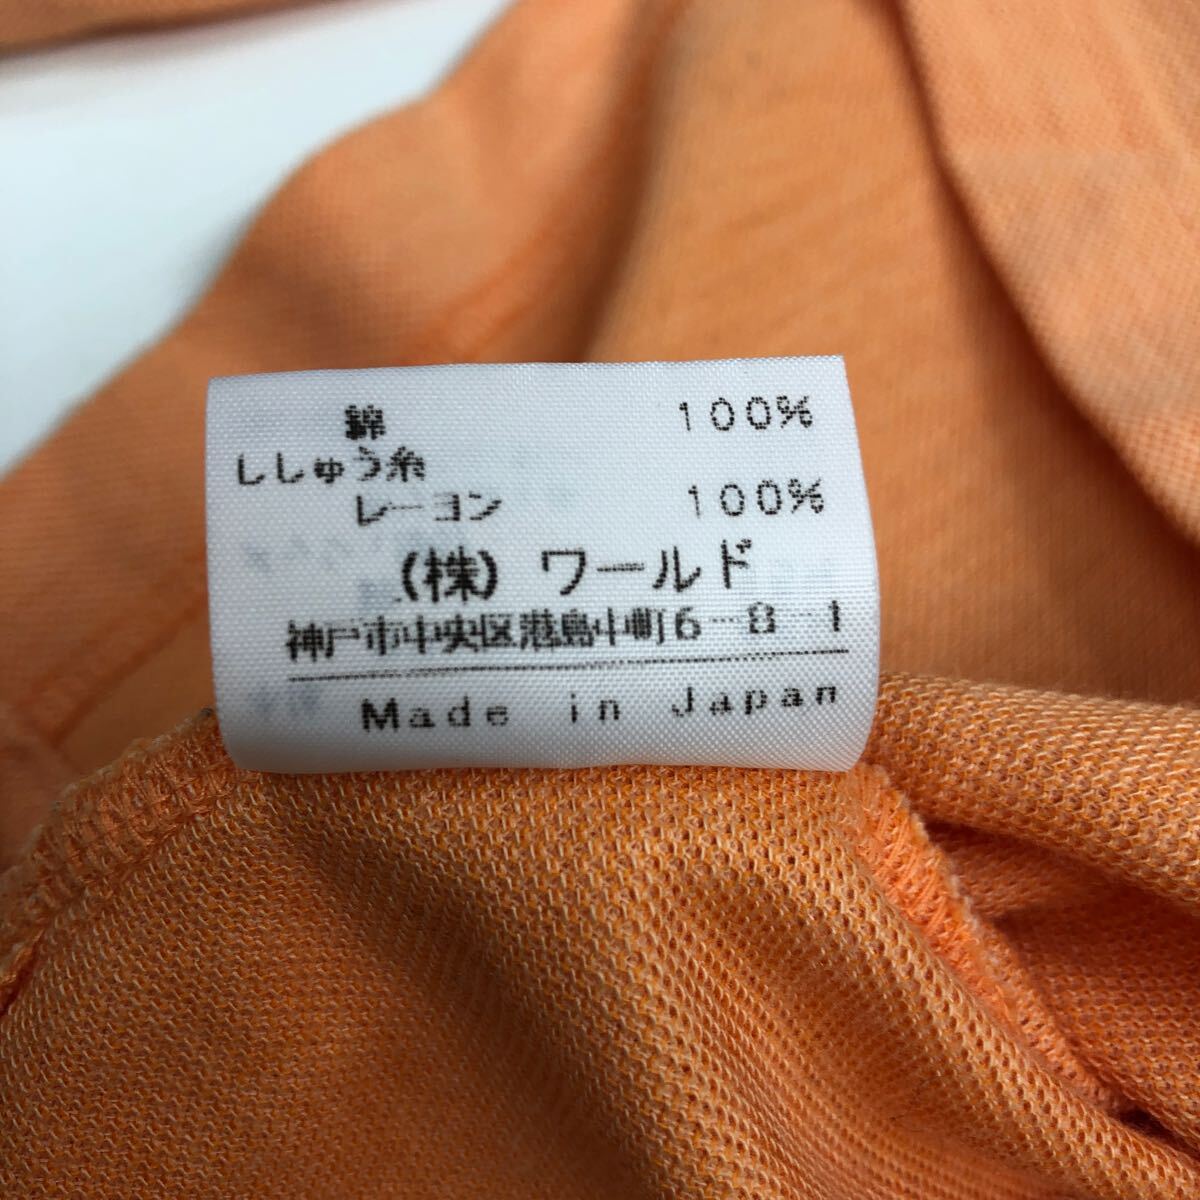 綿 100%
ししゅう糸
レーヨン 100%
(株) ワールド
神戸市中央区港島中町6-8-1
Made in Japan